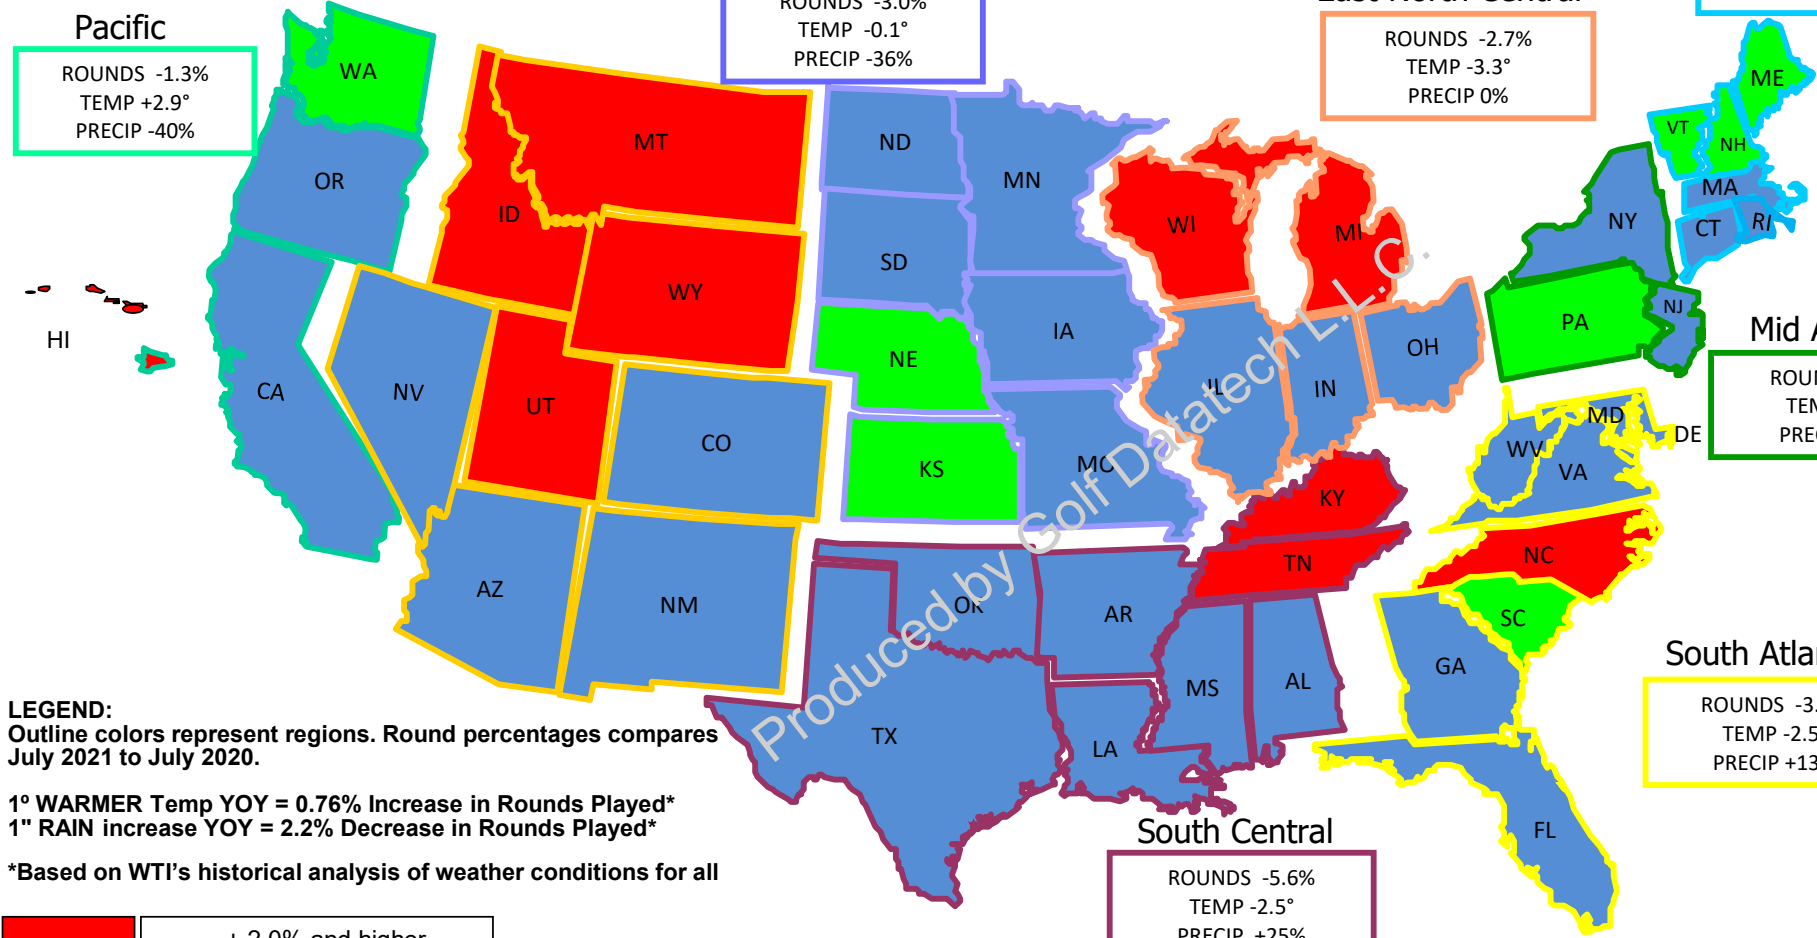 Pacific
ROUNDS -1.3%
TEMP +2.9°
PRECIP -40%
ROUNDS -3.0%
TEMP -0.1°
PRECIP -36%
ROUNDS -2.7%
TEMP -3.3°
PRECIP 0%
WA
OR
CA
HI
MT
ID
WY
NV
UT
CO
AZ
NM
ND
SD
NE
KS
MN
IA
MO
WI
MI
IL
IN
OH
KY
TN
OK
AR
TX
LA
MS
AL
ME
VT
NH
MA
CT
RI
NY
PA
NJ
MD
DE
WV
VA
NC
SC
GA
FL
Mid
South
ROUNDS -3.
TEMP -2.5
PRECIP +13
South Central
ROUNDS -5.6%
TEMP -2.5°
PRECIP +25%
LEGEND:
Outline colors represent regions. Round percentages compares
July 2021 to July 2020.
1º WARMER Temp YOY = 0.76% Increase in Rounds Played*
1" RAIN increase YOY = 2.2% Decrease in Rounds Played*
*Based on WTI's historical analysis of weather conditions for all
+ 2.0% and higher
Produced by Golf Datatech L.L.C.